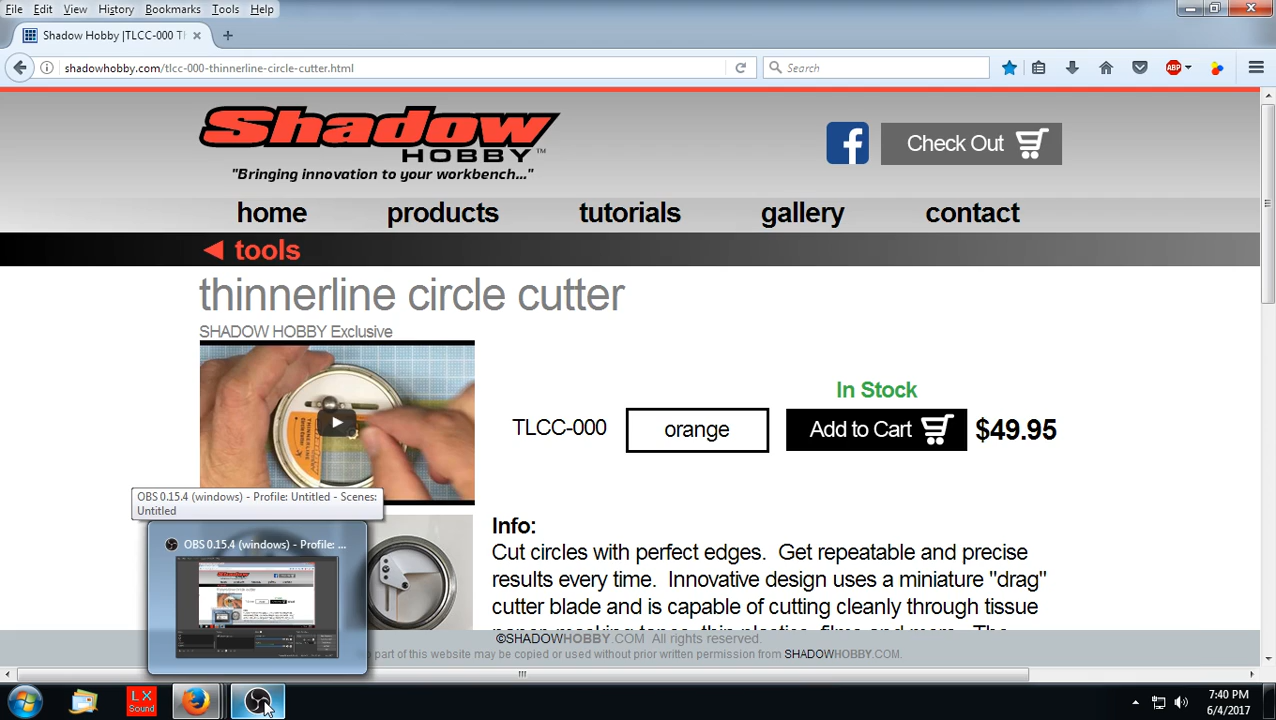 File Edit View History Bookmarks Tools Help
Shadow Hobby |TLCC-000 Th
shadowhobby.com/tlcc-000-thinnerline-circle-cutter.html
Search
ABP
Shadow
HOBBY™
"Bringing innovation to your workbench..."
Check Out
home products tutorials gallery contact
tools
thinnerline circle cutter
SHADOW HOBBY Exclusive
In Stock
TLCC-000 orange Add to Cart $49.95
OBS 0.15.4 (windows) - Profile: Untitled - Scenes:
Untitled
OBS 0.15.4 (windows) - Profile: ...
Info:
Cut circles with perfect edges. Get repeatable and precise
results every time. Innovative design uses a miniature "drag"
cutter blade and is capable of cutting cleanly through tissue
©SHADOWHOBBY.COM, All rights reserved.
part of this website may be copied or used without prior written permission from SHADOWHOBBY.COM.
LX
Sound
7:40 PM
6/4/2017